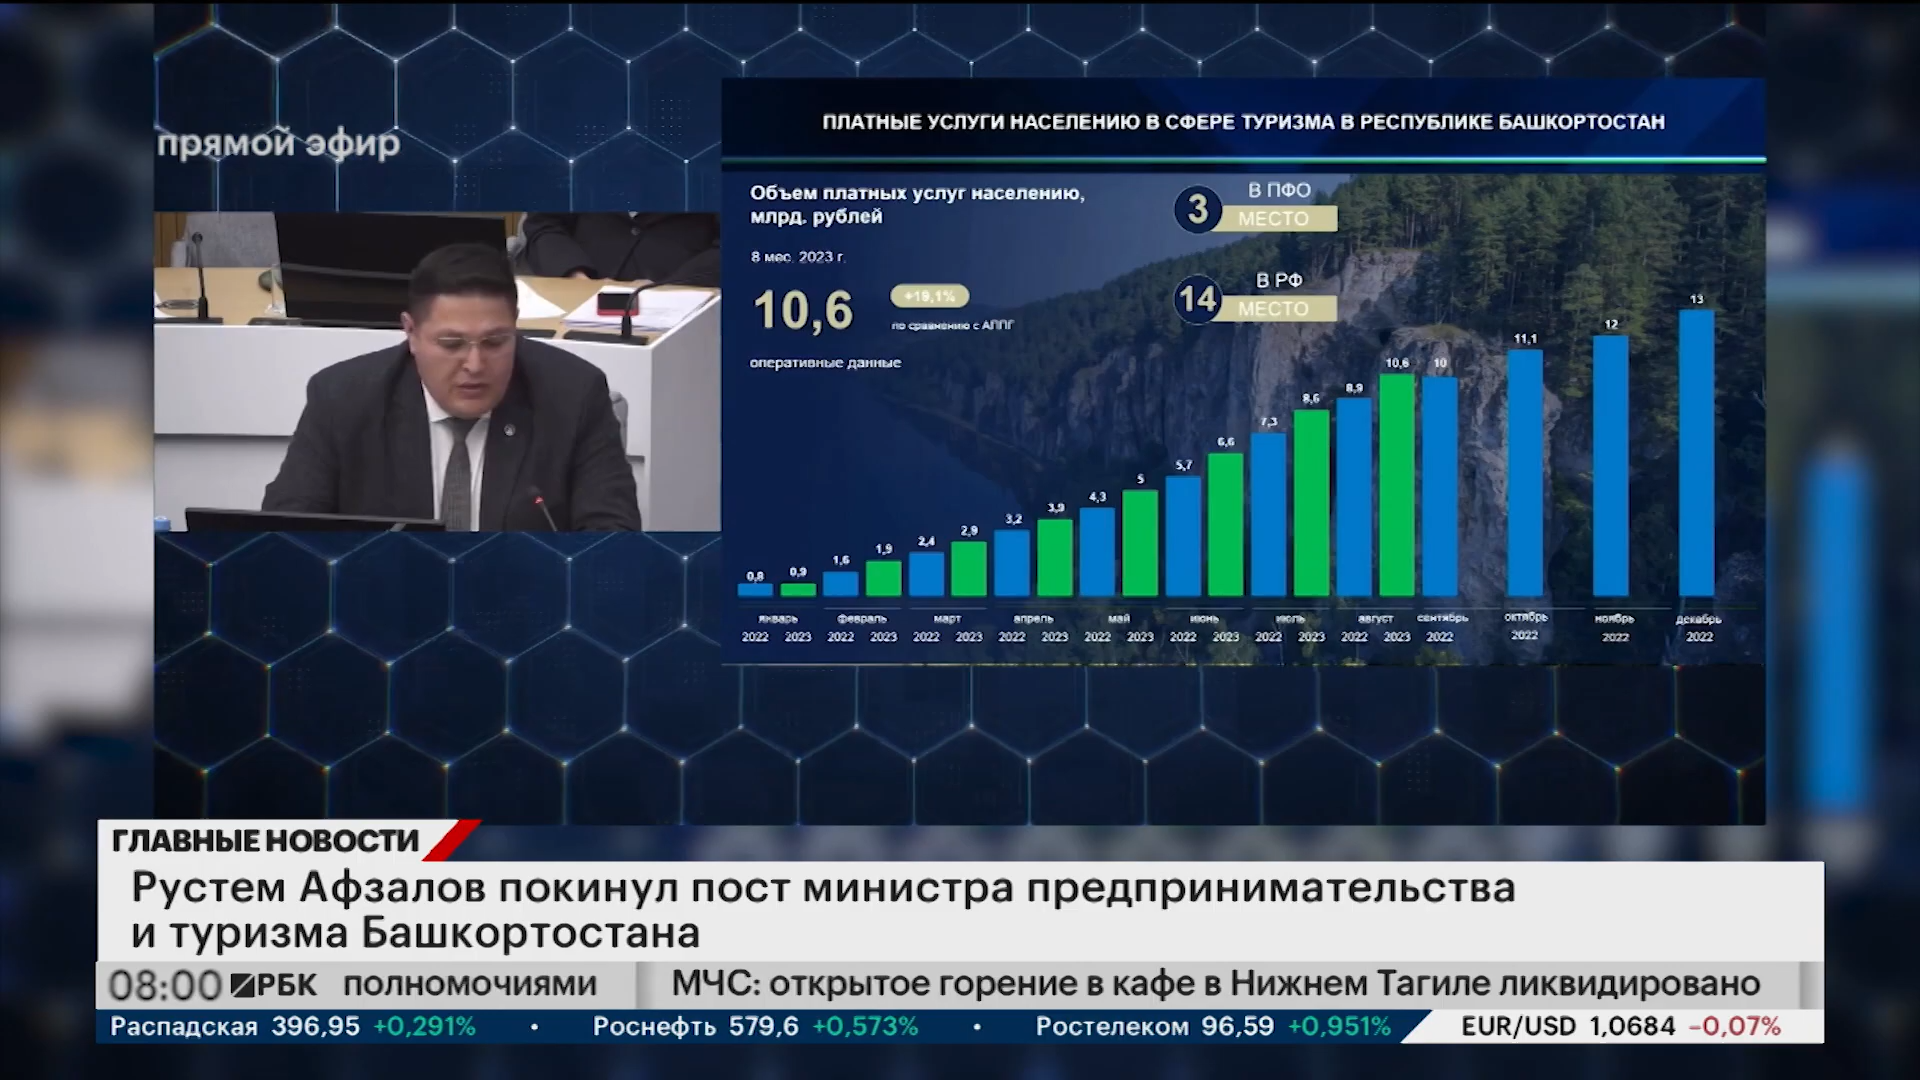 прямой эфир
ПЛАТНЫЕ УСЛУГИ НАСЕЛЕНИЮ В СФЕРЕ ТУРИЗМА В РЕСПУБЛИКЕ БАШКОРТОСТАН
Объем платных услуг населению,
млрд. рублей
8 мес. 2023 г.
10,6
+19,1%
по сравнению с АППГ
оперативные данные
3
В ПФО
МЕСТО
14
В РФ
МЕСТО
0,8 0,9 1,6 1,9 2,4 2,9 3,2 3,9 4,3 5 5,7 6,6 7,3 8,6 8,9 10,6 10 11,1 12 13
январь февраль март апрель май июнь июль август сентябрь октябрь ноябрь декабрь
2022 2023 2022 2023 2022 2023 2022 2023 2022 2023 2022 2023 2022 2023 2022 2023 2022 2022 2022 2022
ГЛАВНЫЕ НОВОСТИ
Рустем Афзалов покинул пост министра предпринимательства
и туризма Башкортостана
08:00 РБК полномочиями МЧС: открытое горение в кафе в Нижнем Тагиле ликвидировано
Распадская 396,95 +0,291% • Роснефть 579,6 +0,573% • Ростелеком 96,59 +0,951% EUR/USD 1,0684 -0,07%